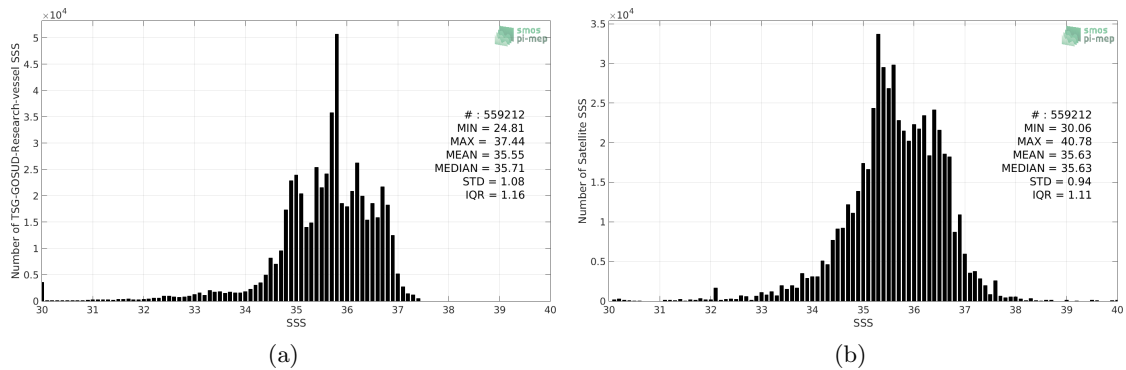 ×10⁴
5
4.5
4
3.5
3
2.5
2
1.5
1
0.5
0
Number of TSG-GOSUD-Research-vessel SSS
30 31 32 33 34 35 36 37 38 39 40
SSS
smos
pi-mep
# : 559212
MIN = 24.81
MAX = 37.44
MEAN = 35.55
MEDIAN = 35.71
STD = 1.08
IQR = 1.16
(a)
×10⁴
3.5
3
2.5
2
1.5
1
0.5
0
Number of Satellite SSS
30 31 32 33 34 35 36 37 38 39 40
SSS
smos
pi-mep
# : 559212
MIN = 30.06
MAX = 40.78
MEAN = 35.63
MEDIAN = 35.63
STD = 0.94
IQR = 1.11
(b)